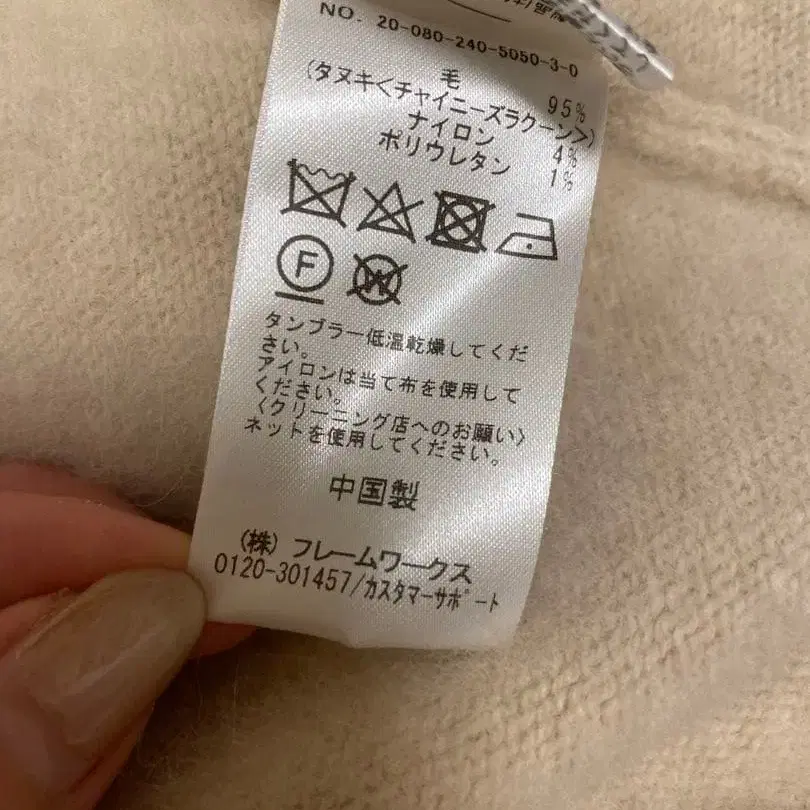 NO. 20-080-240-5050-3-0
毛 95%
(タヌキ<チャイニーズラクーン>)
ナイロン 4%
ポリウレタン 1%
F
W
タンブラー低温乾燥してくだ
さい。
アイロンは当て布を使用して
ください。
〈クリーニング店へのお願い〉
ネットを使用してください。
中国製
(株) フレームワークス
0120-301457/カスタマーサポート